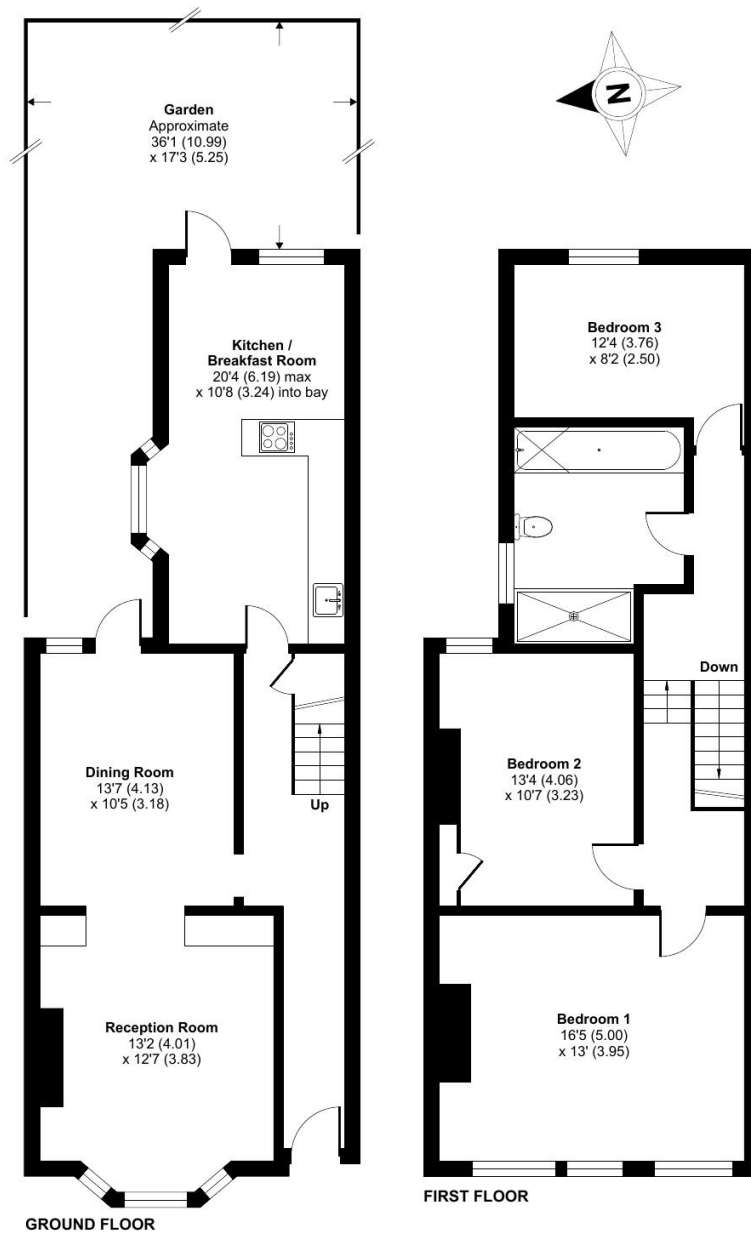 Garden
Approximate
36'1 (10.99)
x 17'3 (5.25)
N
Kitchen /
Breakfast Room
20'4 (6.19) max
x 10'8 (3.24) into bay
Bedroom 3
12'4 (3.76)
x 8'2 (2.50)
Down
Dining Room
13'7 (4.13)
x 10'5 (3.18)
Up
Bedroom 2
13'4 (4.06)
x 10'7 (3.23)
Reception Room
13'2 (4.01)
x 12'7 (3.83)
Bedroom 1
16'5 (5.00)
x 13' (3.95)
GROUND FLOOR
FIRST FLOOR